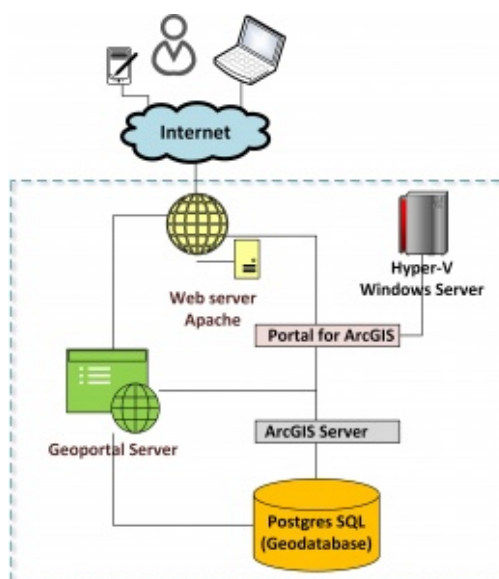 Internet
Hyper-V
Windows Server
Web server
Apache
Portal for ArcGIS
ArcGIS Server
Geoportal Server
Postgres SQL
(Geodatabase)